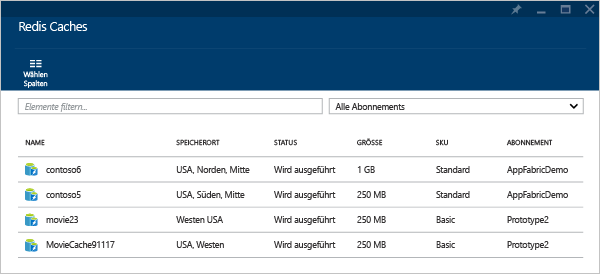 Redis Caches
Wählen
Spalten
Elemente filtern...
Alle Abonnements
NAME SPEICHERORT STATUS GRÖSSE SKU ABONNEMENT
contoso6 USA, Norden, Mitte Wird ausgeführt 1 GB Standard AppFabricDemo
contoso5 USA, Süden, Mitte Wird ausgeführt 250 MB Standard AppFabricDemo
movie23 Westen USA Wird ausgeführt 250 MB Basic Prototype2
MovieCache91117 USA, Westen Wird ausgeführt 250 MB Basic Prototype2